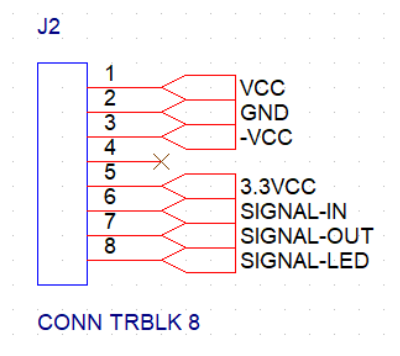 J2
1 VCC
2 GND
3 -VCC
4
5 3.3VCC
6 SIGNAL-IN
7 SIGNAL-OUT
8 SIGNAL-LED
CONN TRBLK 8